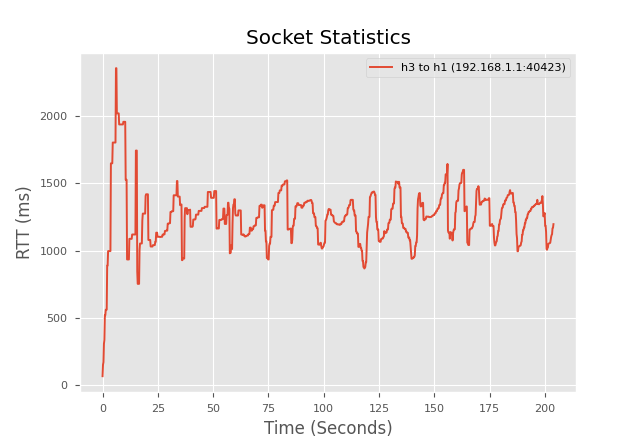 Socket Statistics
h3 to h1 (192.168.1.1:40423)
RTT (ms)
2000
1500
1000
500
0
0 25 50 75 100 125 150 175 200
Time (Seconds)